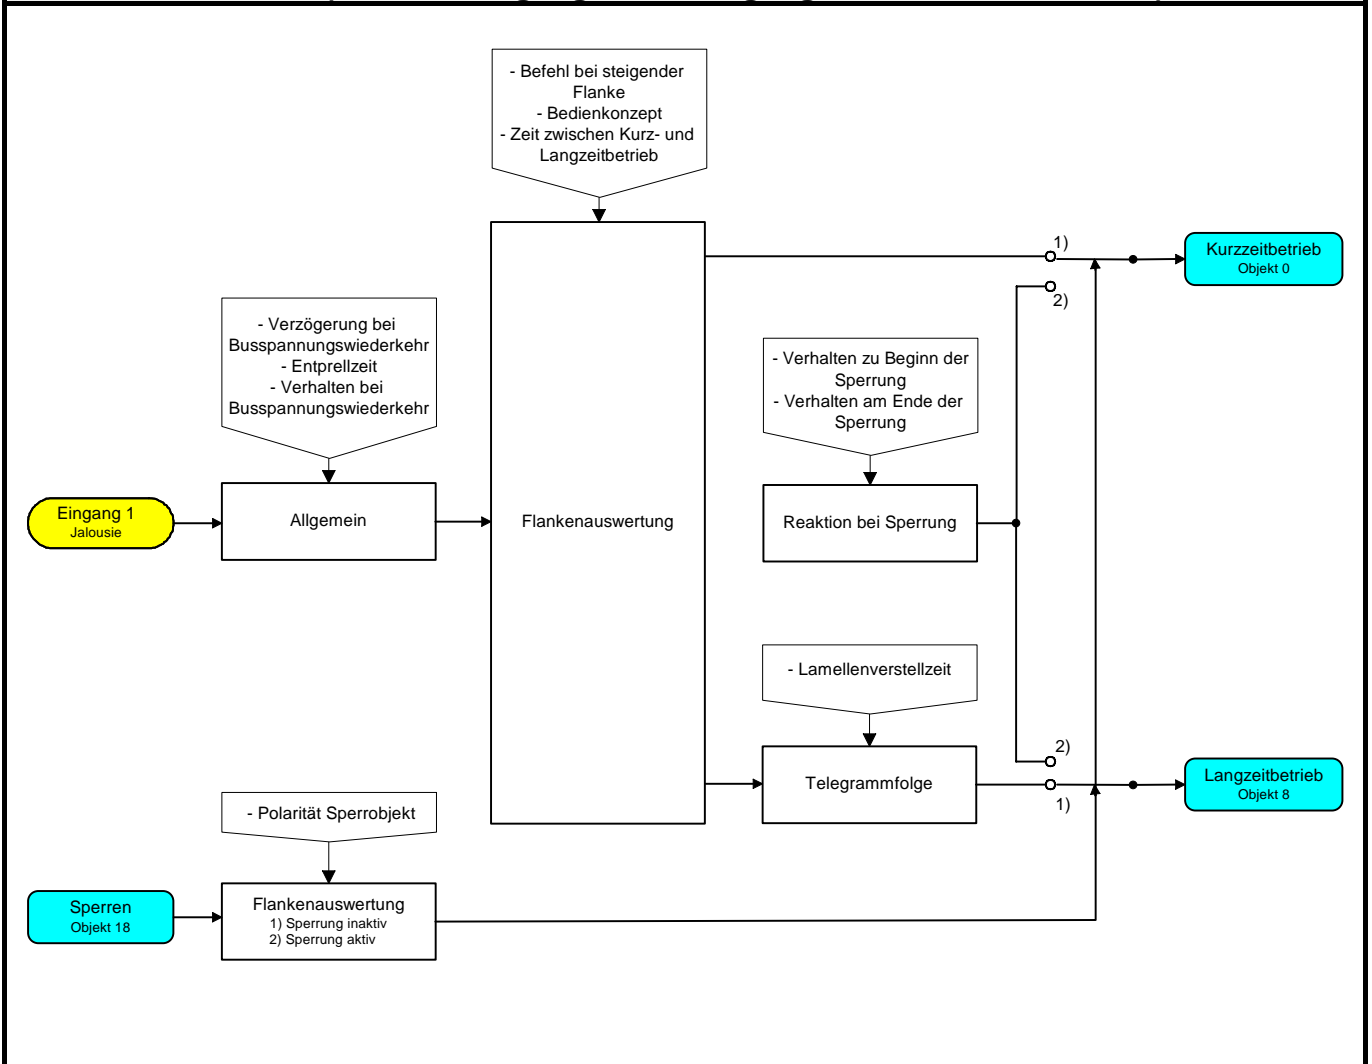 - Befehl bei steigender
Flanke
- Bedienkonzept
- Zeit zwischen Kurz- und
Langzeitbetrieb
1)
Kurzzeitbetrieb
Objekt 0
2)
- Verzögerung bei
Busspannungswiederkehr
- Entprellzeit
- Verhalten bei
Busspannungswiederkehr
- Verhalten zu Beginn der
Sperrung
- Verhalten am Ende der
Sperrung
Eingang 1
Jalousie
Allgemein
Flankenauswertung
Reaktion bei Sperrung
- Lamellenverstellzeit
2)
Telegrammfolge
1)
Langzeitbetrieb
Objekt 8
- Polarität Sperrobjekt
Sperren
Objekt 18
Flankenauswertung
1) Sperrung inaktiv
2) Sperrung aktiv